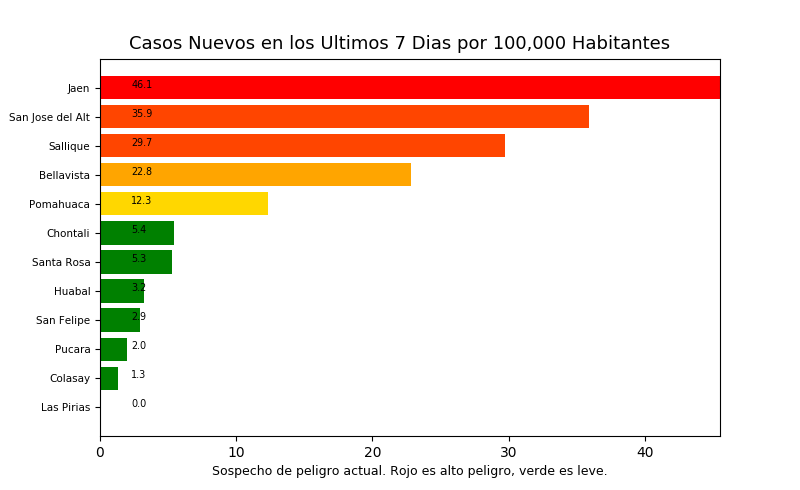 Casos Nuevos en los Ultimos 7 Dias por 100,000 Habitantes
Jaen 46.1
San Jose del Alt 35.9
Sallique 29.7
Bellavista 22.8
Pomahuaca 12.3
Chontali 5.4
Santa Rosa 5.3
Huabal 3.2
San Felipe 2.9
Pucara 2.0
Colasay 1.3
Las Pirias 0.0
0 10 20 30 40
Sospecho de peligro actual. Rojo es alto peligro, verde es leve.